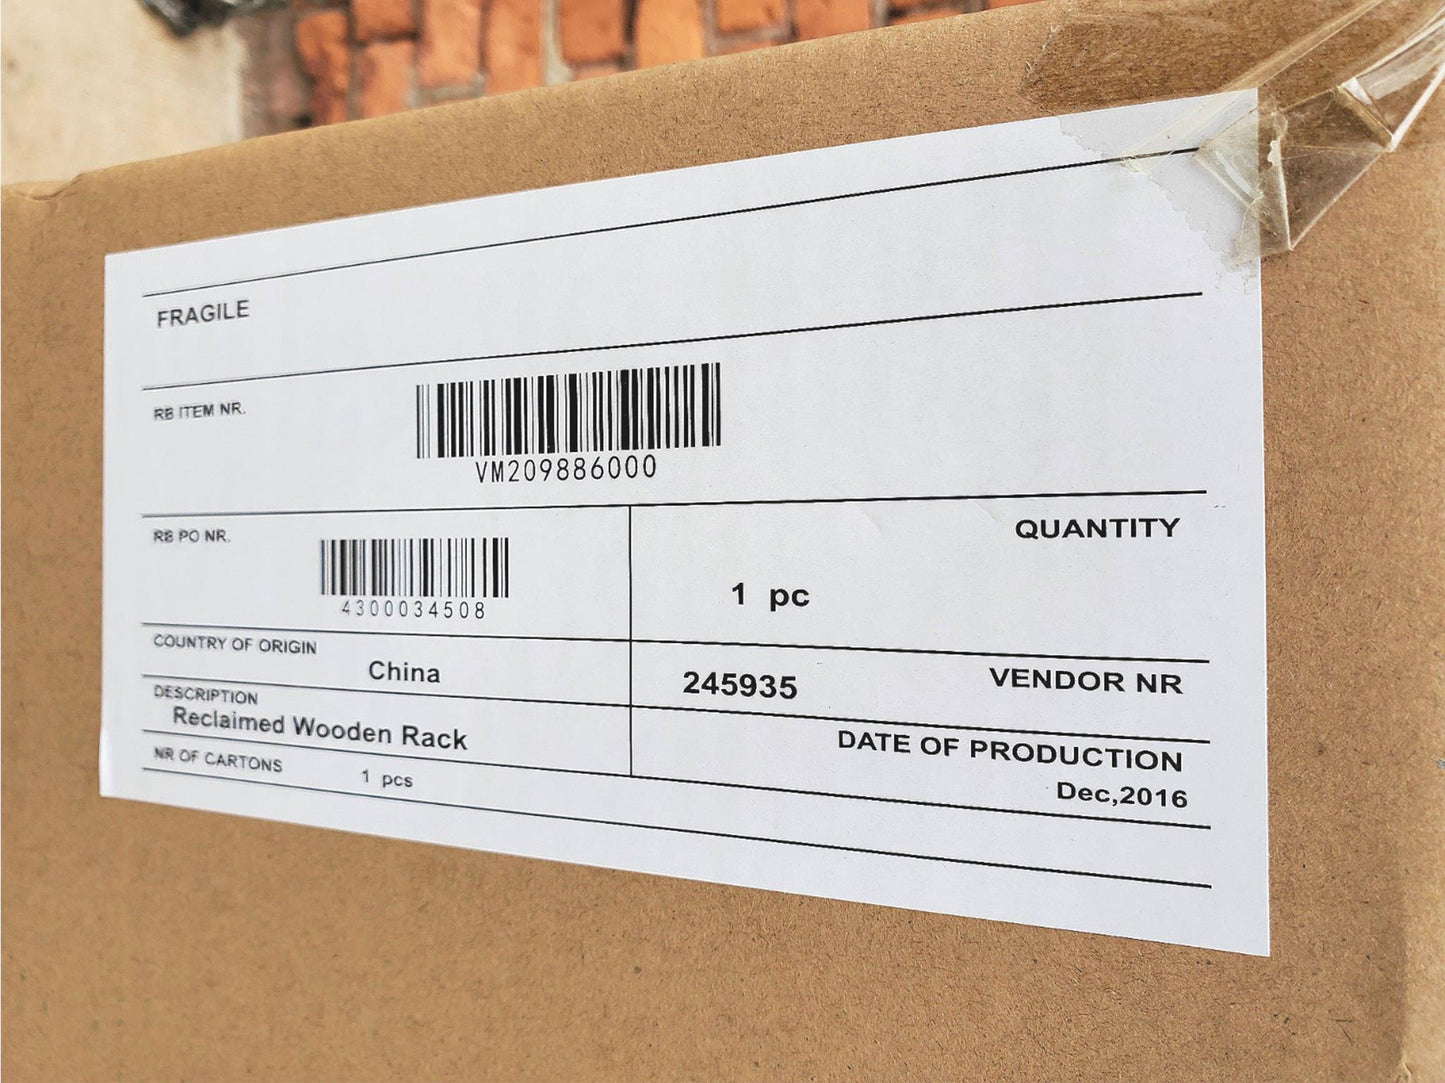 FRAGILE
RB ITEM NR.
VM209886000
RB PO NR.
4300034508
QUANTITY
1 pc
COUNTRY OF ORIGIN
China
245935 VENDOR NR
DESCRIPTION
Reclaimed Wooden Rack
DATE OF PRODUCTION
Dec,2016
NR OF CARTONS 1 pcs